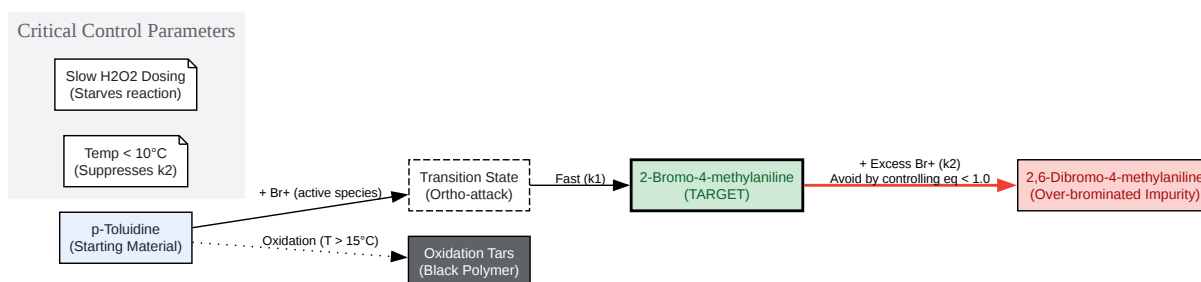 Critical Control Parameters
Slow H2O2 Dosing
(Starves reaction)
Temp < 10°C
(Suppresses k2)
p-Toluidine
(Starting Material)
+ Br+ (active species)
Oxidation (T > 15°C)
Transition State
(Ortho-attack)
Oxidation Tars
(Black Polymer)
Fast (k1)
2-Bromo-4-methylaniline
(TARGET)
+ Excess Br+ (k2)
Avoid by controlling eq < 1.0
2,6-Dibromo-4-methylaniline
(Over-brominated Impurity)